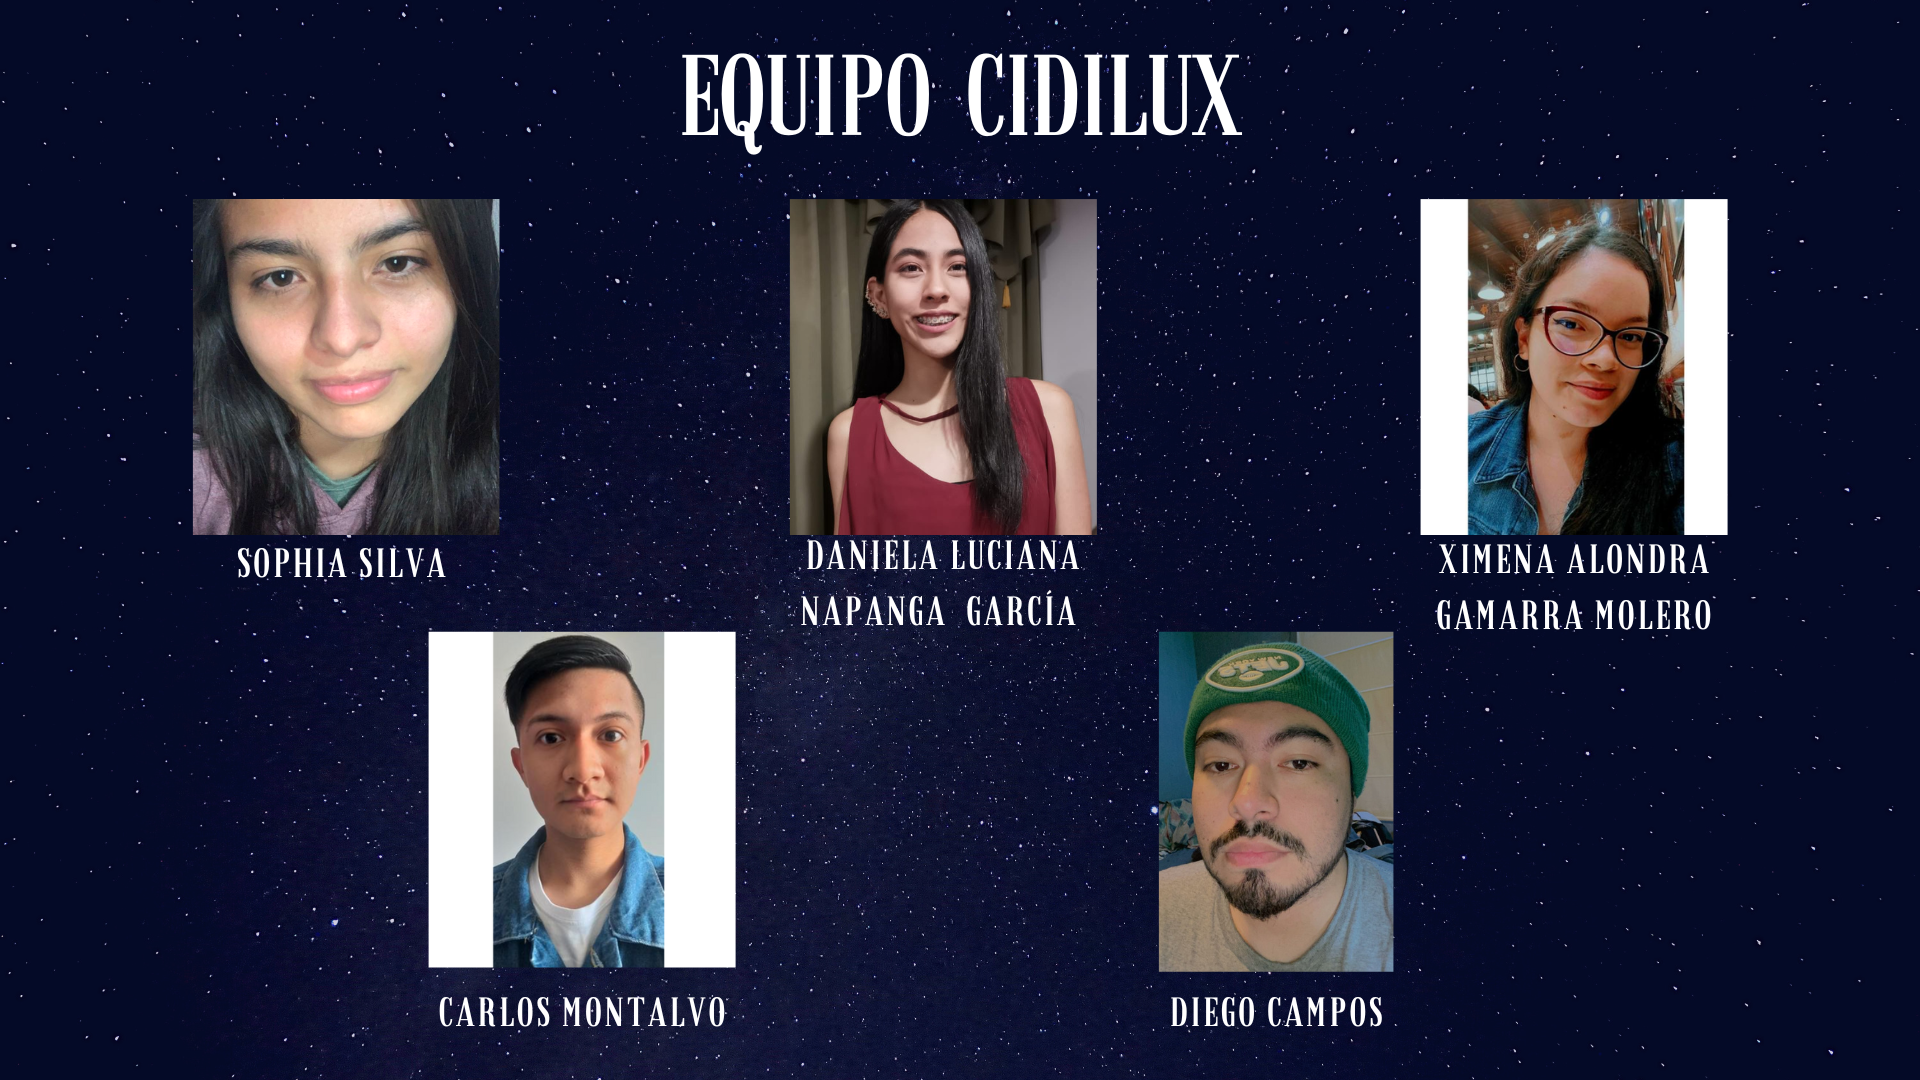 EQUIPO CIDILUX
SOPHIA SILVA
DANIELA LUCIANA
NAPANGA GARCÍA
XIMENA ALONDRA
GAMARRA MOLERO
CARLOS MONTALVO
DIEGO CAMPOS